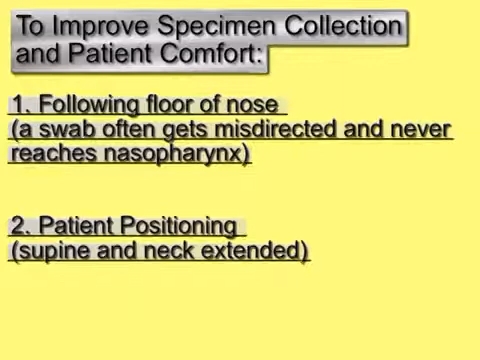 To Improve Specimen Collection
and Patient Comfort:
1. Following floor of nose
(a swab often gets misdirected and never
reaches nasopharynx)
2. Patient Positioning
(supine and neck extended)